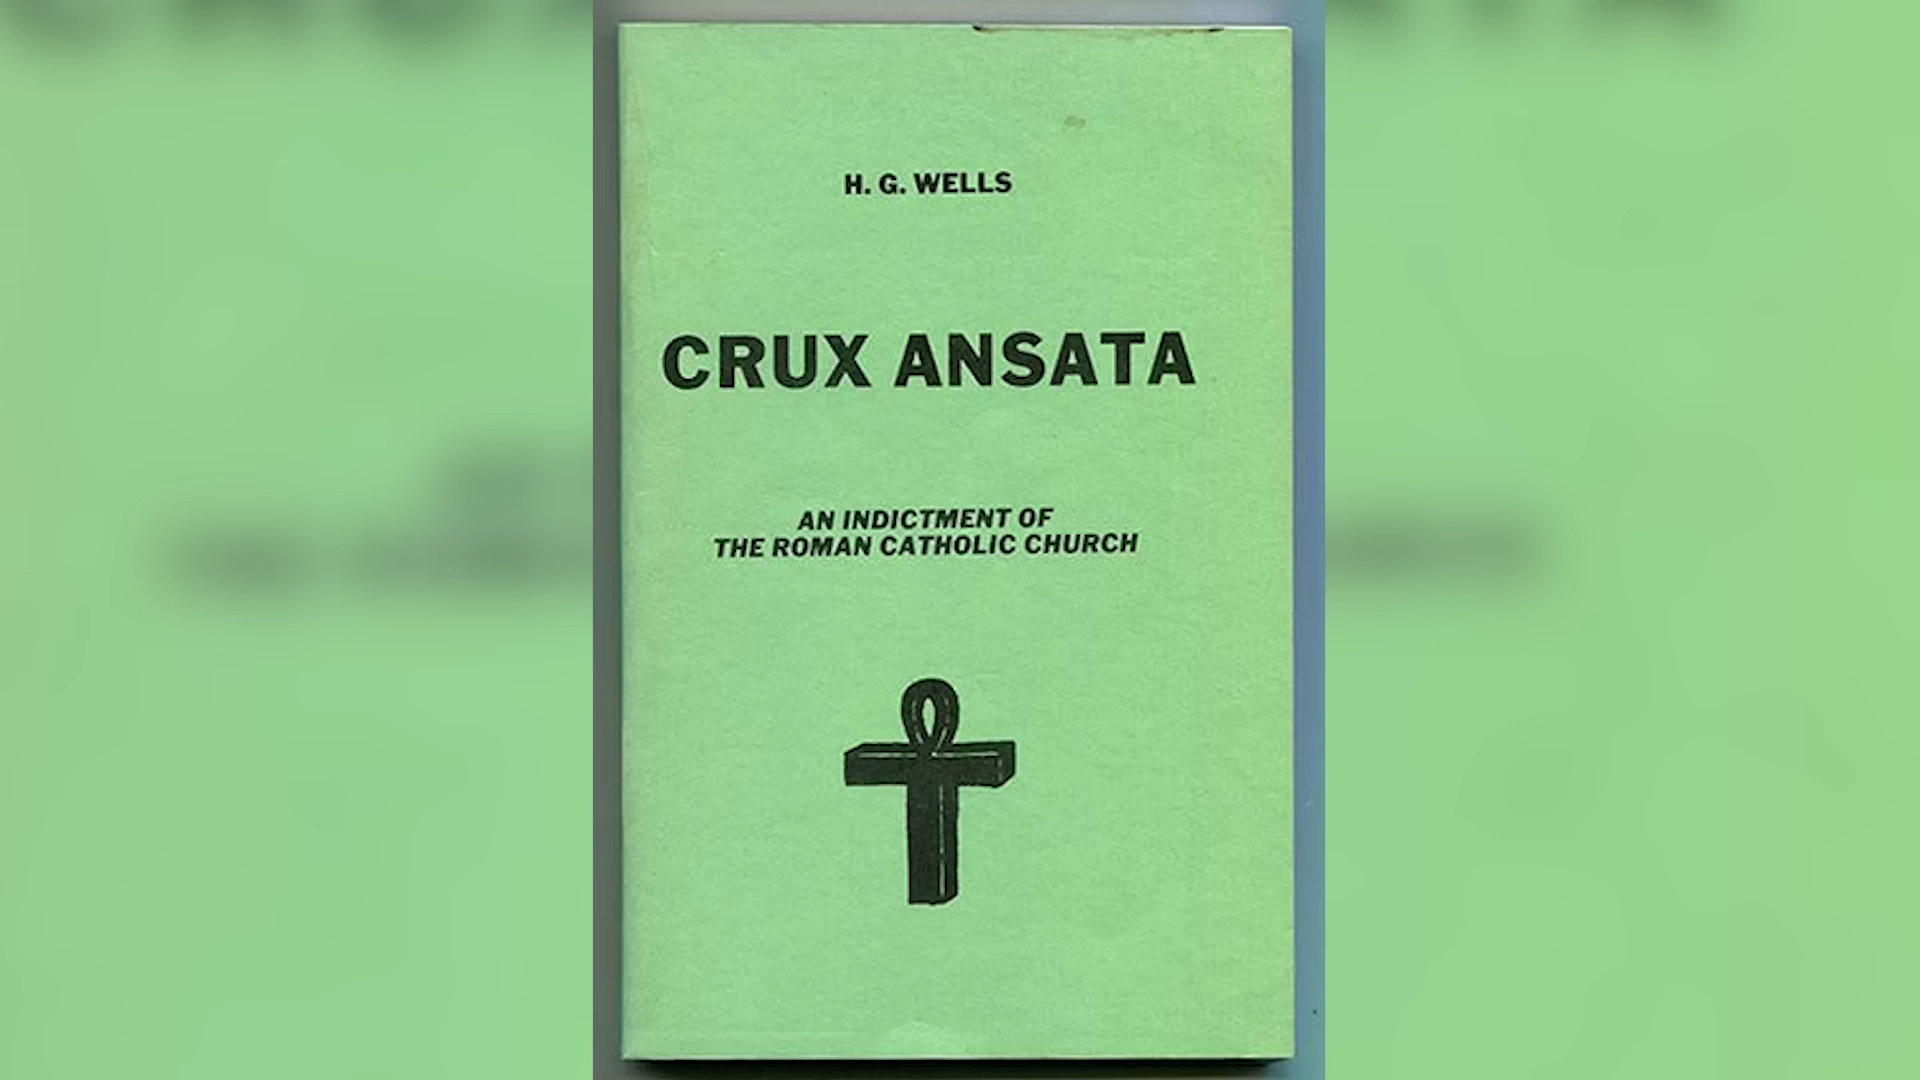 H. G. WELLS
CRUX ANSATA
AN INDICTMENT OF
THE ROMAN CATHOLIC CHURCH